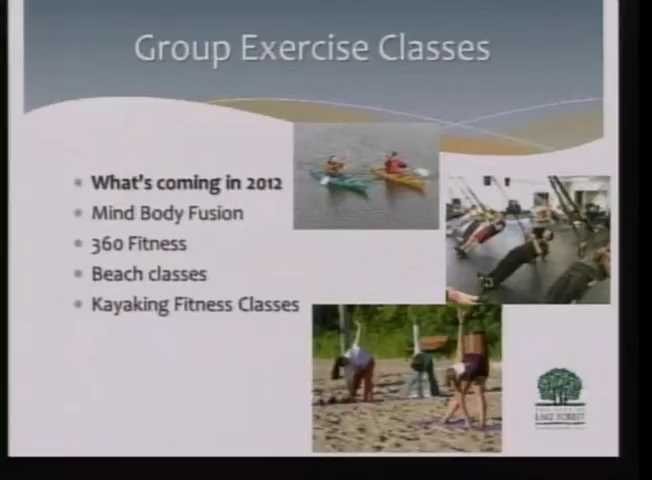 Group Exercise Classes
What's coming in 2012
Mind Body Fusion
360 Fitness
Beach classes
Kayaking Fitness Classes
LAKE FOREST